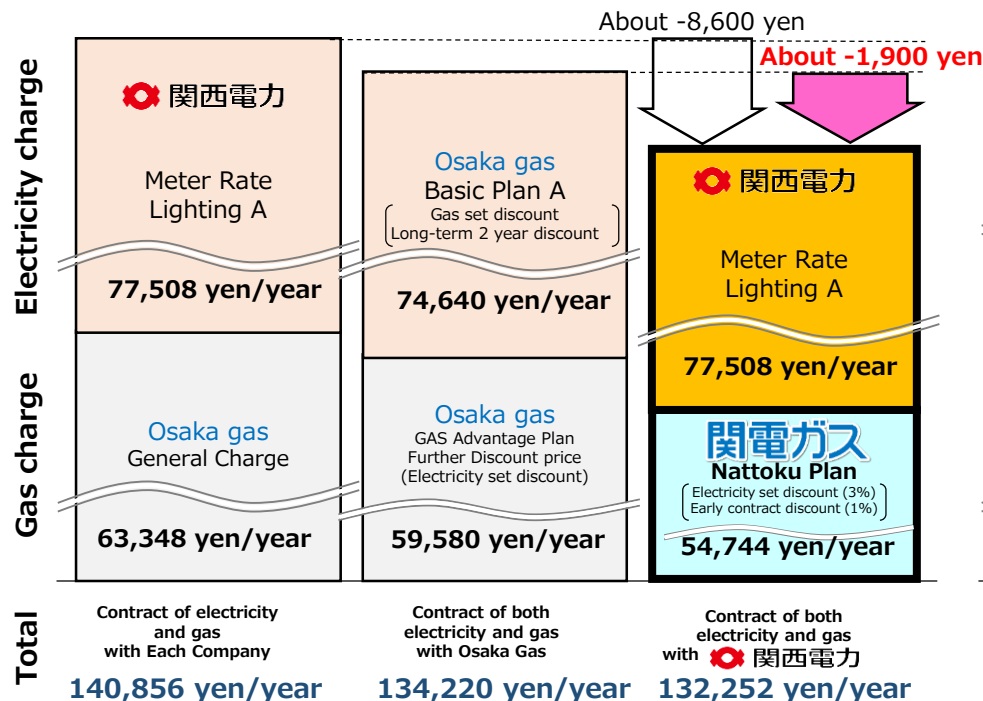 About -8,600 yen
About -1,900 yen
Electricity charge
関西電力
Meter Rate
Lighting A
77,508 yen/year
Osaka gas
Basic Plan A
Gas set discount
Long-term 2 year discount
74,640 yen/year
関西電力
Meter Rate
Lighting A
77,508 yen/year
Gas charge
Osaka gas
General Charge
63,348 yen/year
Osaka gas
GAS Advantage Plan
Further Discount price
(Electricity set discount)
59,580 yen/year
関電ガス
Nattoku Plan
Electricity set discount (3%)
Early contract discount (1%)
54,744 yen/year
Total
Contract of electricity
and gas
with Each Company
140,856 yen/year
Contract of both
electricity and gas
with Osaka Gas
134,220 yen/year
Contract of both
electricity and gas
with 関西電力
132,252 yen/year